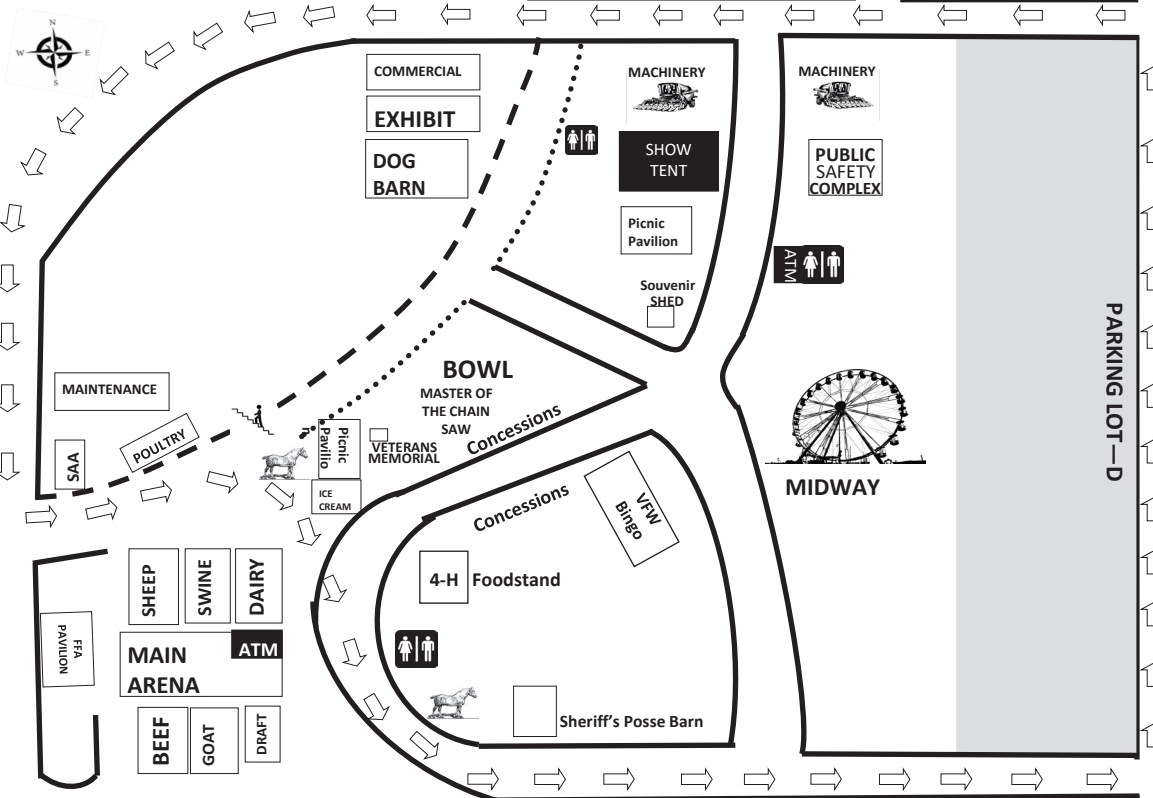 N
W
E
S
COMMERCIAL
EXHIBIT
DOG
BARN
MACHINERY
SHOW
TENT
Picnic
Pavilion
Souvenir
SHED
MACHINERY
PUBLIC
SAFETY
COMPLEX
ATM
PARKING LOT—D
MIDWAY
MAINTENANCE
SAA
POULTRY
BOWL
MASTER OF
THE CHAIN
SAW
Concessions
Picnic
Pavilio
n
VETERANS
MEMORIAL
ICE
CREAM
Concessions
VFW
Bingo
4-H Foodstand
Sheriff's Posse Barn
SHEEP
SWINE
DAIRY
FFA
PAVILION
MAIN
ARENA
ATM
BEEF
GOAT
DRAFT